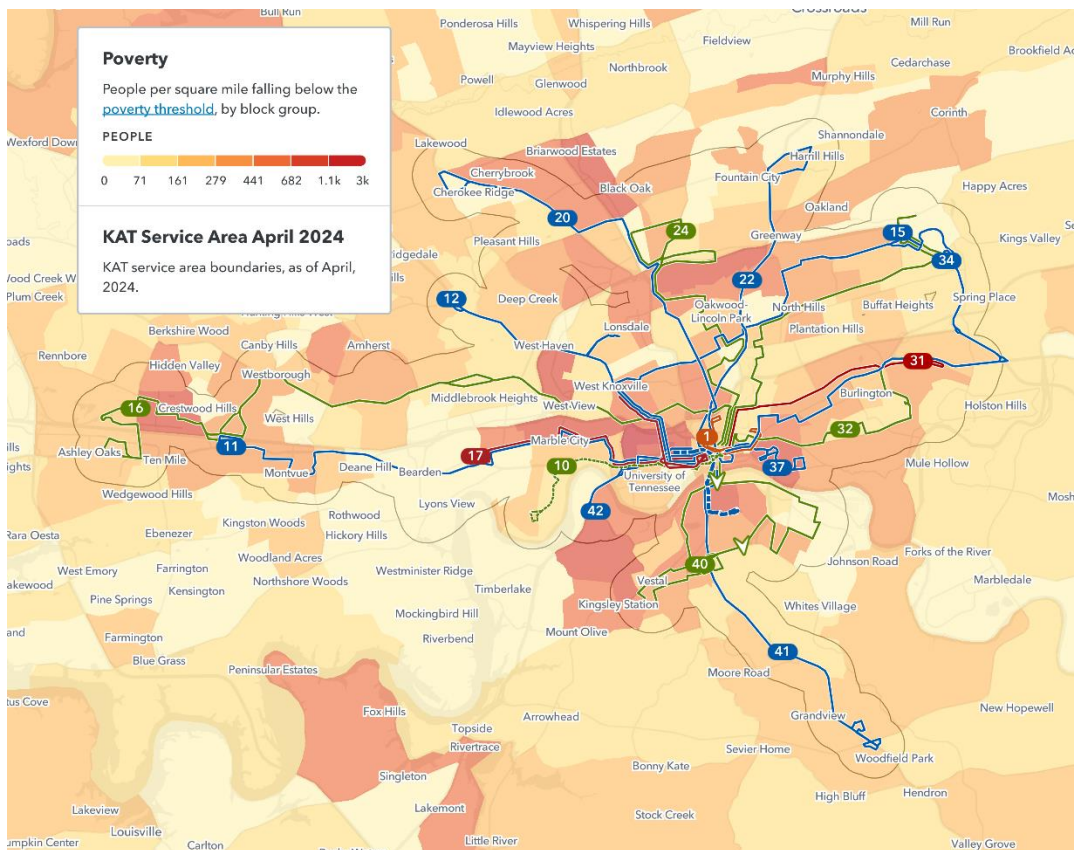 Bull Run
Ponderosa Hills
Whispering Hills
Crossroads
Mill Run
Fieldview
Mayview Heights
Brookfield Ac
Northbrook
Cedarchase
Powell
Glenwood
Murphy Hills
Idlewood Acres
Corinth
Wexford Down
Poverty
People per square mile falling below the
poverty threshold, by block group.
PEOPLE
0 71 161 279 441 682 1.1k 3k
KAT Service Area April 2024
KAT service area boundaries, as of April,
2024.
Lakewood
Briarwood Estates
Shannondale
Harrill Hills
Cherrybrook
Cherokee Ridge
Black Oak
Fountain City
Happy Acres
Oakland
20
24
15
Greenway
Kings Valley
Pleasant Hills
ridgedale
34
22
Wood Creek W
Plum Creek
12
Deep Creek
Oakwood-
Lincoln Park
North Hills
Buffat Heights
Spring Place
Plantation Hills
Lonsdale
Berkshire Wood
Canby Hills
Amherst
West Haven
Rennbore
Hidden Valley
Westborough
31
West Knoxville
Burlington
Middlebrook Heights
West View
16
Crestwood Hills
West Hills
Holston Hills
32
1
Marble City
11
17
Ashley Oaks
Ten Mile
Montvue
Deane Hill
Bearden
10
37
Mule Hollow
University of
Tennessee
Wedgewood Hills
Lyons View
42
Rothwood
Kingston Woods
Hickory Hills
Rara Oesta
Ebenezer
Woodland Acres
Johnson Road
Forks of the River
West Emory
Farrington
Northshore Woods
Westminister Ridge
40
Vestal
Timberlake
Marbledale
Kensington
Pine Springs
Kingsley Station
Whites Village
Mockingbird Hill
Farmington
Riverbend
Mount Olive
Blue Grass
41
Peninsular Estates
Moore Road
Fox Hills
Arrowhead
Grandview
New Hopewell
Topside
Rivertrace
Sevier Home
Woodfield Park
Singleton
Bonny Kate
High Bluff
Hendron
Lakeview
Lakemont
Stock Creek
Louisville
Little River
Carlton
Valley Grove